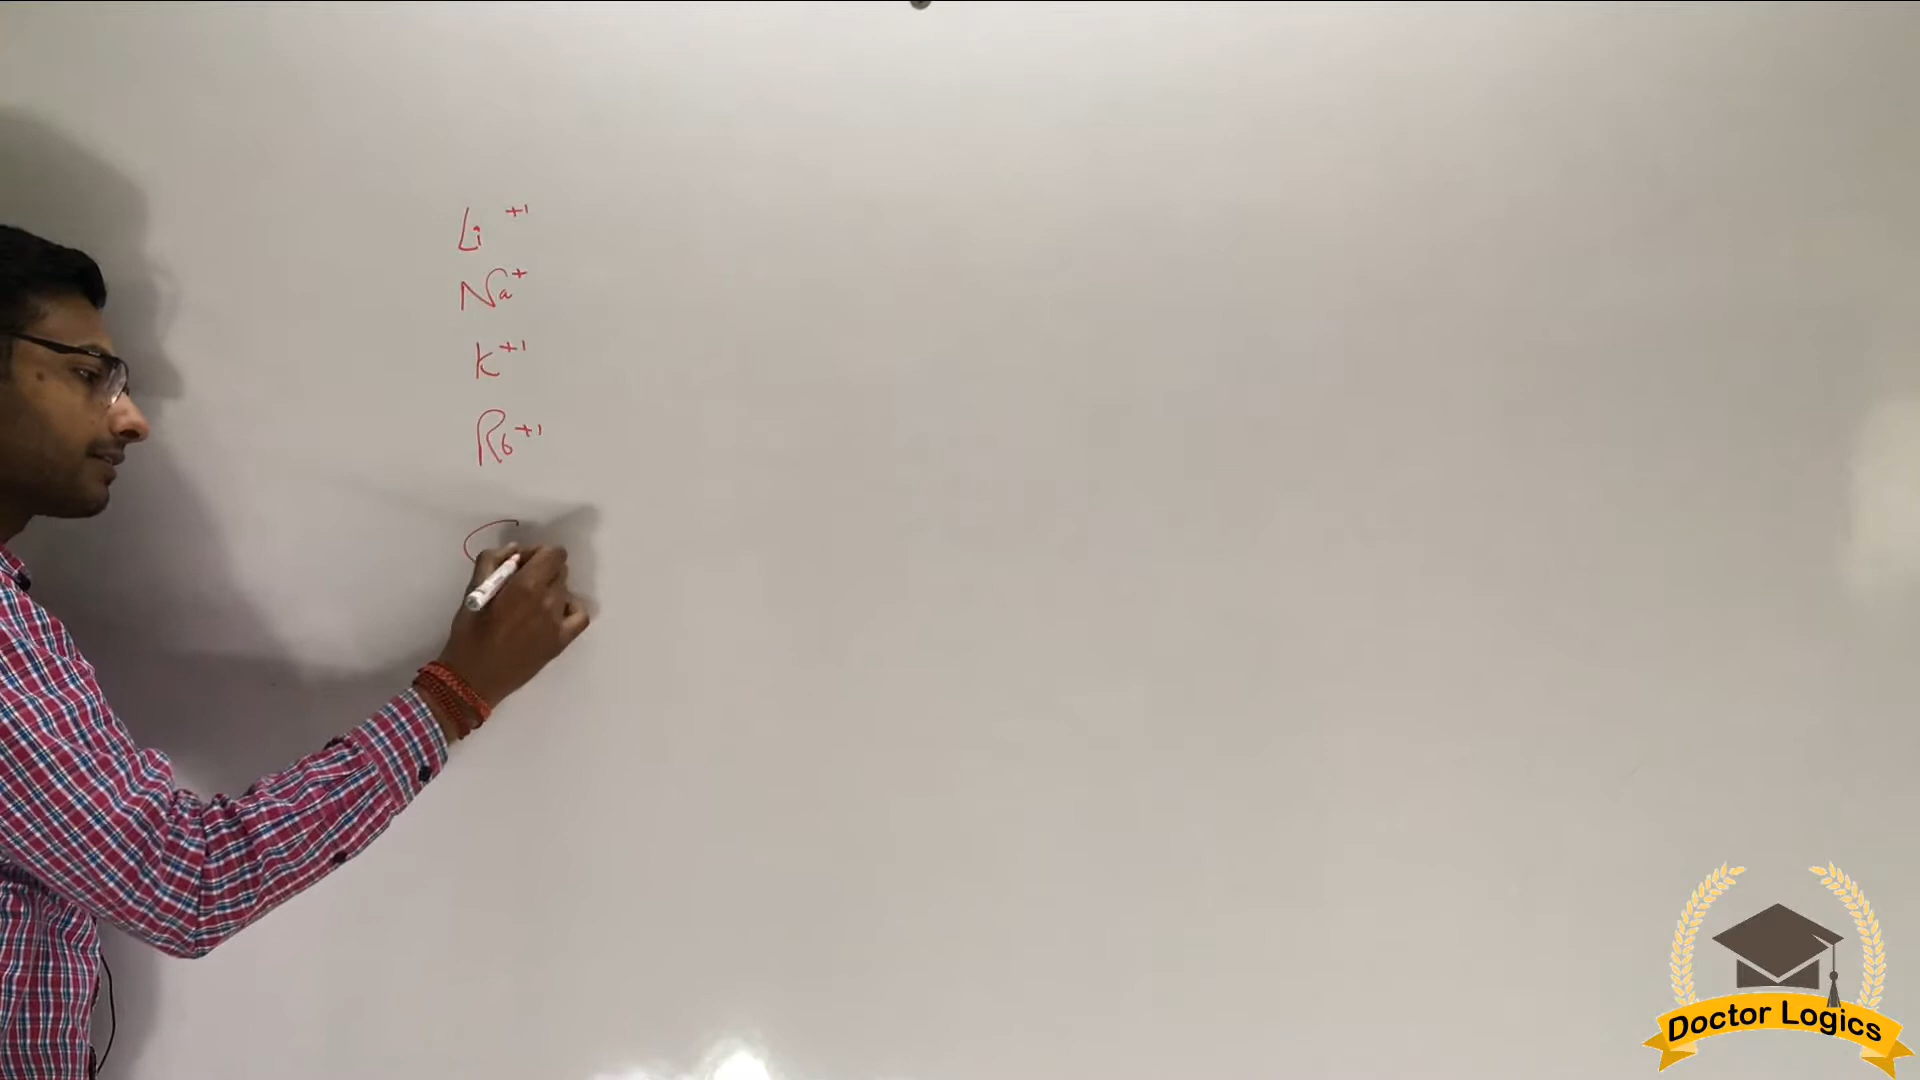 Li +1
Na +
K +1
Rb +1
C
Doctor Logics